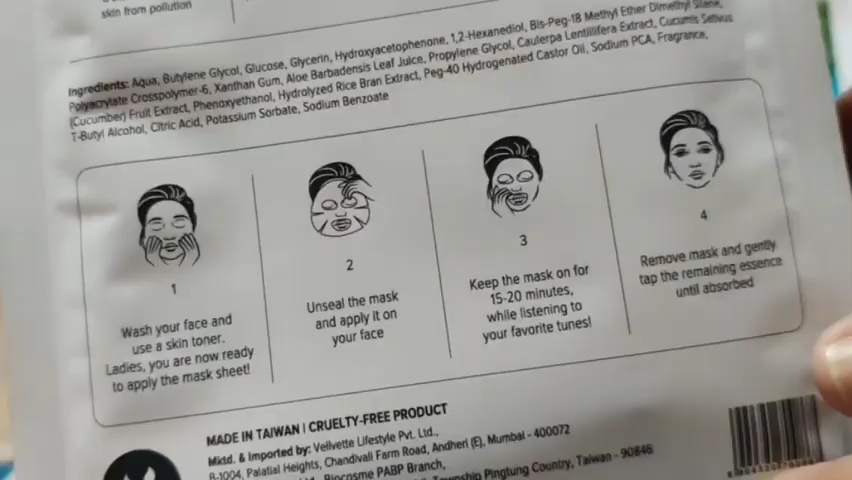 skin from pollution
Ingredients: Aqua, Butylene Glycol, Glucose, Glycerin, Hydroxyacetophenone, 1,2-Hexanediol, Bis-Peg-18 Methyl Ether Dimethyl Silane,
Polyacrylate Crosspolymer-6, Xanthan Gum, Aloe Barbadensis Leaf Juice, Propylene Glycol, Caulerpa Lentillifera Extract, Cucumis Sativus
(Cucumber) Fruit Extract, Phenoxyethanol, Hydrolyzed Rice Bran Extract, Peg-40 Hydrogenated Castor Oil, Sodium PCA, Fragrance,
T-Butyl Alcohol, Citric Acid, Potassium Sorbate, Sodium Benzoate
1
Wash your face and
use a skin toner.
Ladies, you are now ready
to apply the mask sheet!
2
Unseal the mask
and apply it on
your face
3
Keep the mask on for
15-20 minutes,
while listening to
your favorite tunes!
4
Remove mask and gently
tap the remaining essence
until absorbed
MADE IN TAIWAN | CRUELTY-FREE PRODUCT
Mktd. & Imported by: Vellvette Lifestyle Pvt. Ltd.,
B-1004, Palatial Heights, Chandivali Farm Road, Andheri (E), Mumbai - 400072
Biocosme PABP Branch,
Township Pingtung Country, Taiwan - 90846